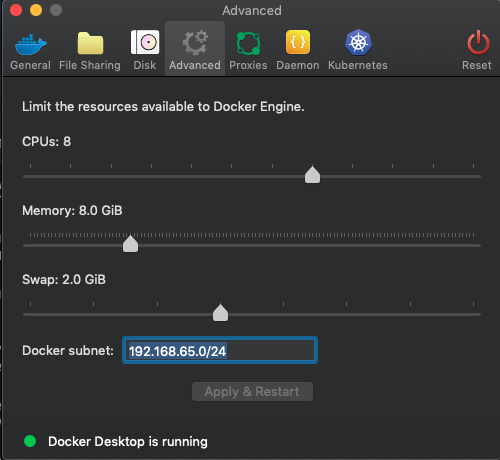 Advanced
General File Sharing Disk Advanced Proxies Daemon Kubernetes Reset
Limit the resources available to Docker Engine.
CPUs: 8
Memory: 8.0 GiB
Swap: 2.0 GiB
Docker subnet: 192.168.65.0/24
Apply & Restart
Docker Desktop is running